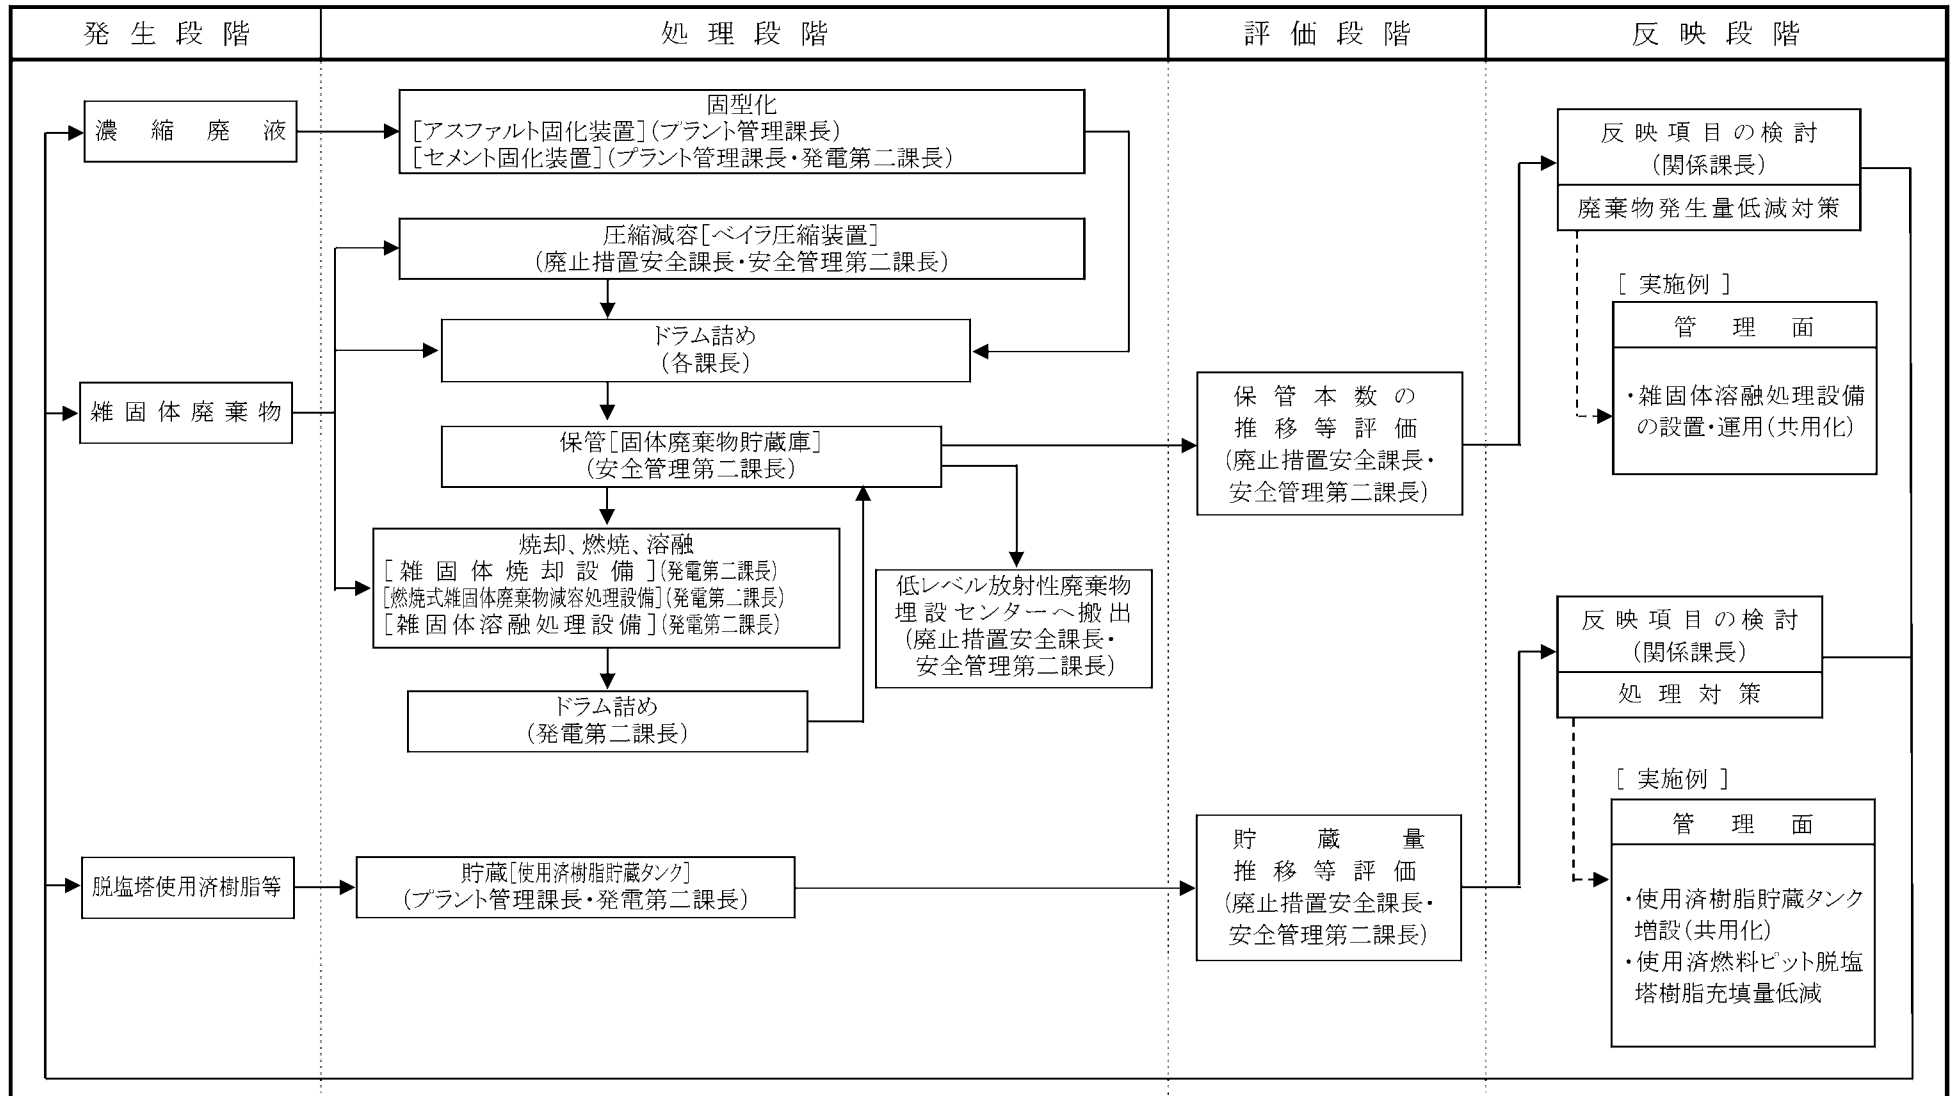 発生段階
処理段階
評価段階
反映段階
濃縮廃液
固型化
[アスファルト固化装置](プラント管理課長)
[セメント固化装置](プラント管理課長・発電第二課長)
圧縮減容[ベイラ圧縮装置]
(廃止措置安全課長・安全管理第二課長)
ドラム詰め
(各課長)
雑固体廃棄物
保管[固体廃棄物貯蔵庫]
(安全管理第二課長)
焼却、燃焼、溶融
[雑固体焼却設備](発電第二課長)
[燃焼式雑固体廃棄物減容処理設備](発電第二課長)
[雑固体溶融処理設備](発電第二課長)
ドラム詰め
(発電第二課長)
低レベル放射性廃棄物
埋設センターへ搬出
(廃止措置安全課長・
安全管理第二課長)
保管本数の
推移等評価
(廃止措置安全課長・
安全管理第二課長)
反映項目の検討
(関係課長)
廃棄物発生量低減対策
[ 実施例 ]
管理面
・雑固体溶融処理設備
の設置・運用(共用化)
脱塩塔使用済樹脂等
貯蔵[使用済樹脂貯蔵タンク]
(プラント管理課長・発電第二課長)
貯蔵量
推移等評価
(廃止措置安全課長・
安全管理第二課長)
反映項目の検討
(関係課長)
処理対策
[ 実施例 ]
管理面
・使用済樹脂貯蔵タンク
増設(共用化)
・使用済燃料ピット脱塩
塔樹脂充填量低減